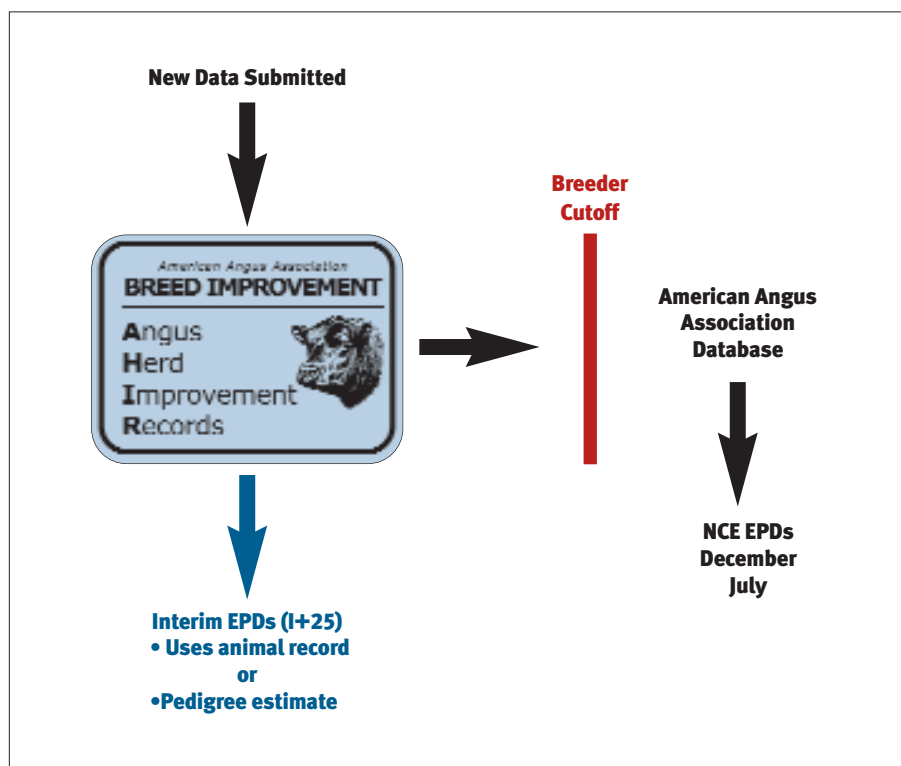 New Data Submitted
American Angus Association
BREED IMPROVEMENT
Angus
Herd
Improvement
Records
Breeder
Cutoff
American Angus
Association
Database
NCE EPDs
December
July
Interim EPDs (I+25)
• Uses animal record
or
•Pedigree estimate